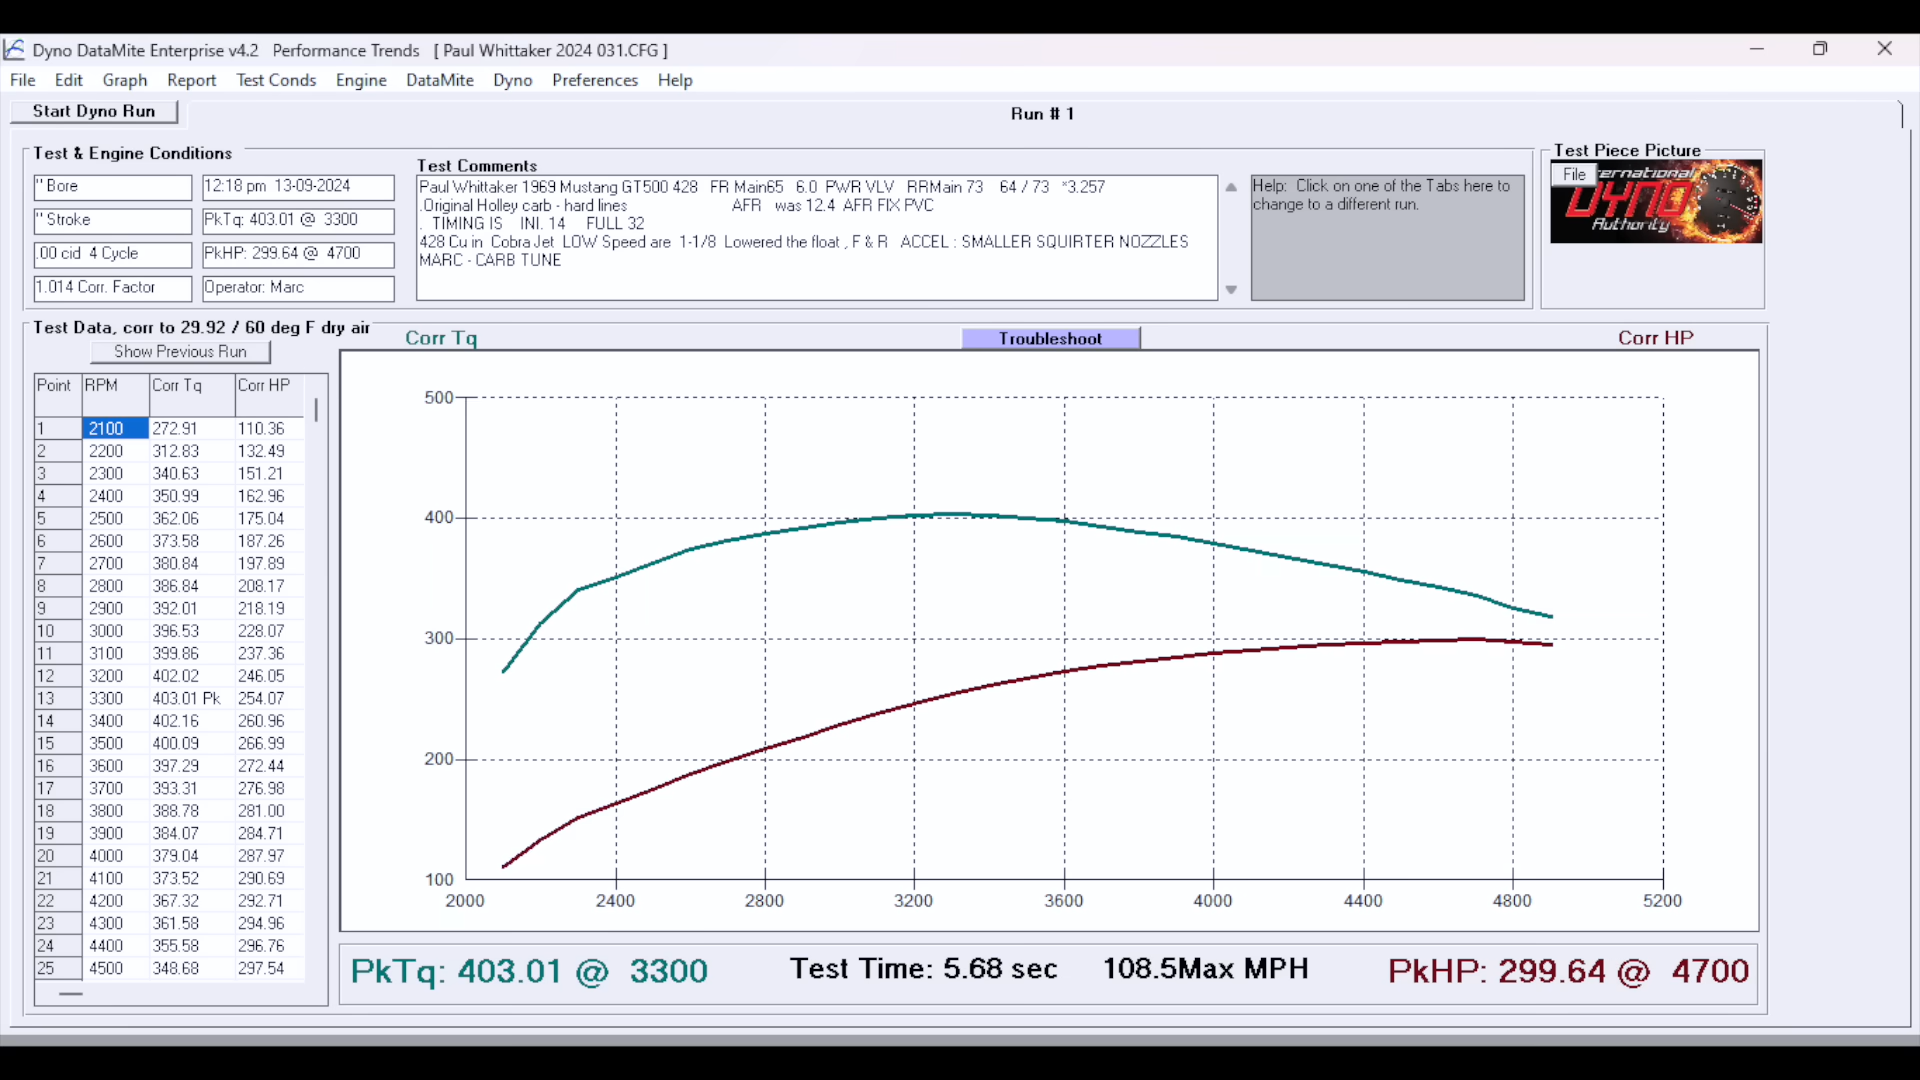 Dyno DataMite Enterprise v4.2   Performance Trends   [ Paul Whittaker 2024 031.CFG ]
File Edit Graph Report Test Conds Engine DataMite Dyno Preferences Help
Start Dyno Run
Run # 1
Test & Engine Conditions
" Bore
12:18 pm 13-09-2024
" Stroke
PkTq: 403.01 @ 3300
.00 cid 4 Cycle
PkHP: 299.64 @ 4700
1.014 Corr. Factor
Operator: Marc
Test Comments
Paul Whittaker 1969 Mustang GT500 428 FR Main65 6.0 PWR VLV RRMain 73 64 / 73 *3.257
.Original Holley carb - hard lines AFR was 12.4 AFR FIX PVC
. TIMING IS INI. 14 FULL 32
428 Cu in Cobra Jet LOW Speed are 1-1/8 Lowered the float , F & R ACCEL : SMALLER SQUIRTER NOZZLES
MARC - CARB TUNE
Help: Click on one of the Tabs here to
change to a different run.
Test Piece Picture
File
ernational
DYNO
Authority
Test Data, corr to 29.92 / 60 deg F dry air
Show Previous Run
Point RPM Corr Tq Corr HP
1 2100 272.91 110.36
2 2200 312.83 132.49
3 2300 340.63 151.21
4 2400 350.99 162.96
5 2500 362.06 175.04
6 2600 373.58 187.26
7 2700 380.84 197.89
8 2800 386.84 208.17
9 2900 392.01 218.19
10 3000 396.53 228.07
11 3100 399.86 237.36
12 3200 402.02 246.05
13 3300 403.01 Pk 254.07
14 3400 402.16 260.96
15 3500 400.09 266.99
16 3600 397.29 272.44
17 3700 393.31 276.98
18 3800 388.78 281.00
19 3900 384.07 284.71
20 4000 379.04 287.97
21 4100 373.52 290.69
22 4200 367.32 292.71
23 4300 361.58 294.96
24 4400 355.58 296.76
25 4500 348.68 297.54
Corr Tq
Troubleshoot
Corr HP
500
400
300
200
100
2000 2400 2800 3200 3600 4000 4400 4800 5200
PkTq: 403.01 @ 3300
Test Time: 5.68 sec
108.5Max MPH
PkHP: 299.64 @ 4700